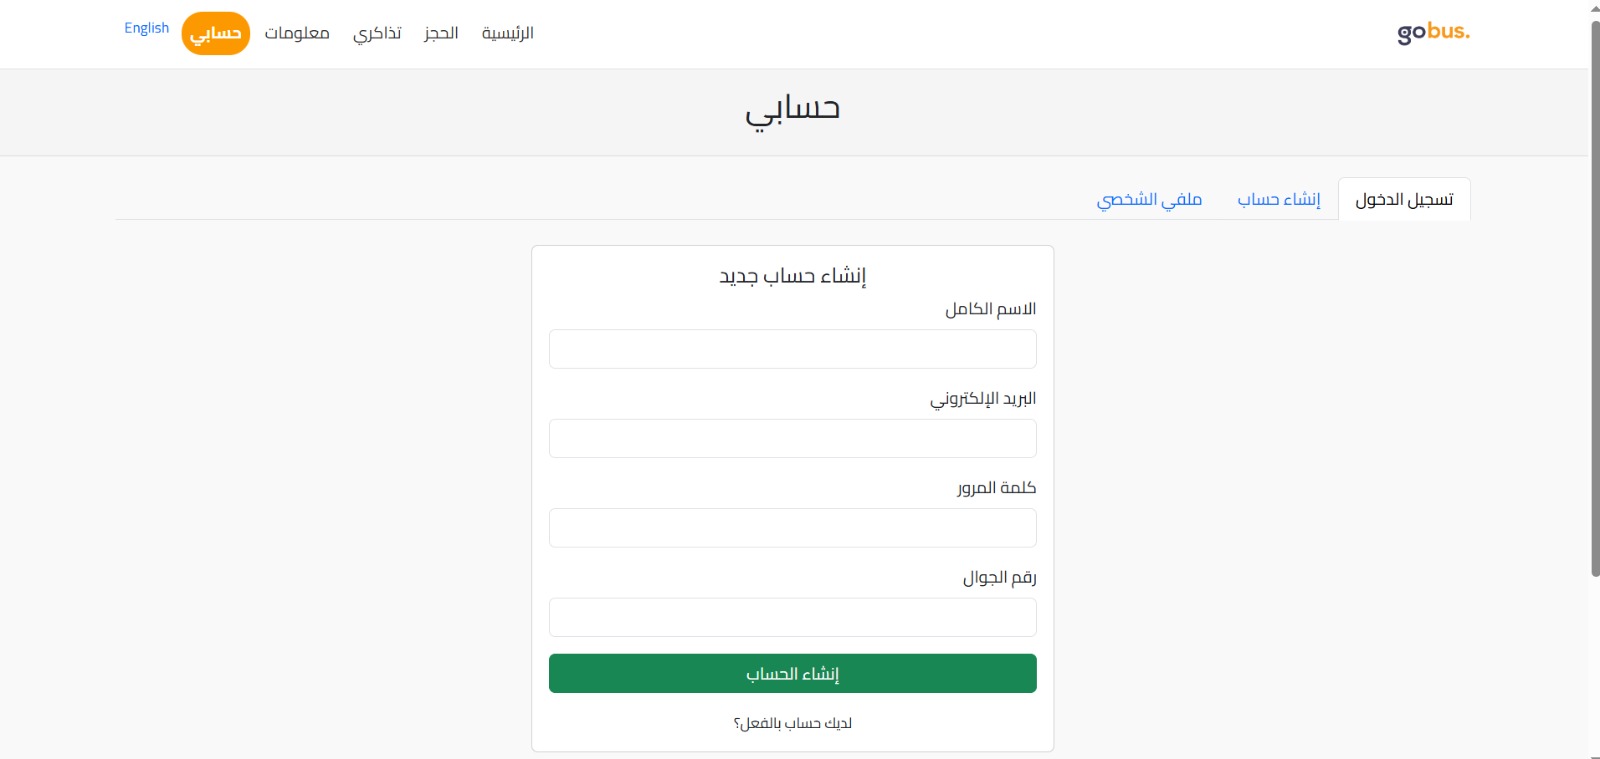 gobus.
الرئيسية
الحجز
تذاكري
معلومات
حسابي
English
حسابي
تسجيل الدخول
إنشاء حساب
ملفي الشخصي
إنشاء حساب جديد
الاسم الكامل
البريد الإلكتروني
كلمة المرور
رقم الجوال
إنشاء الحساب
لديك حساب بالفعل؟